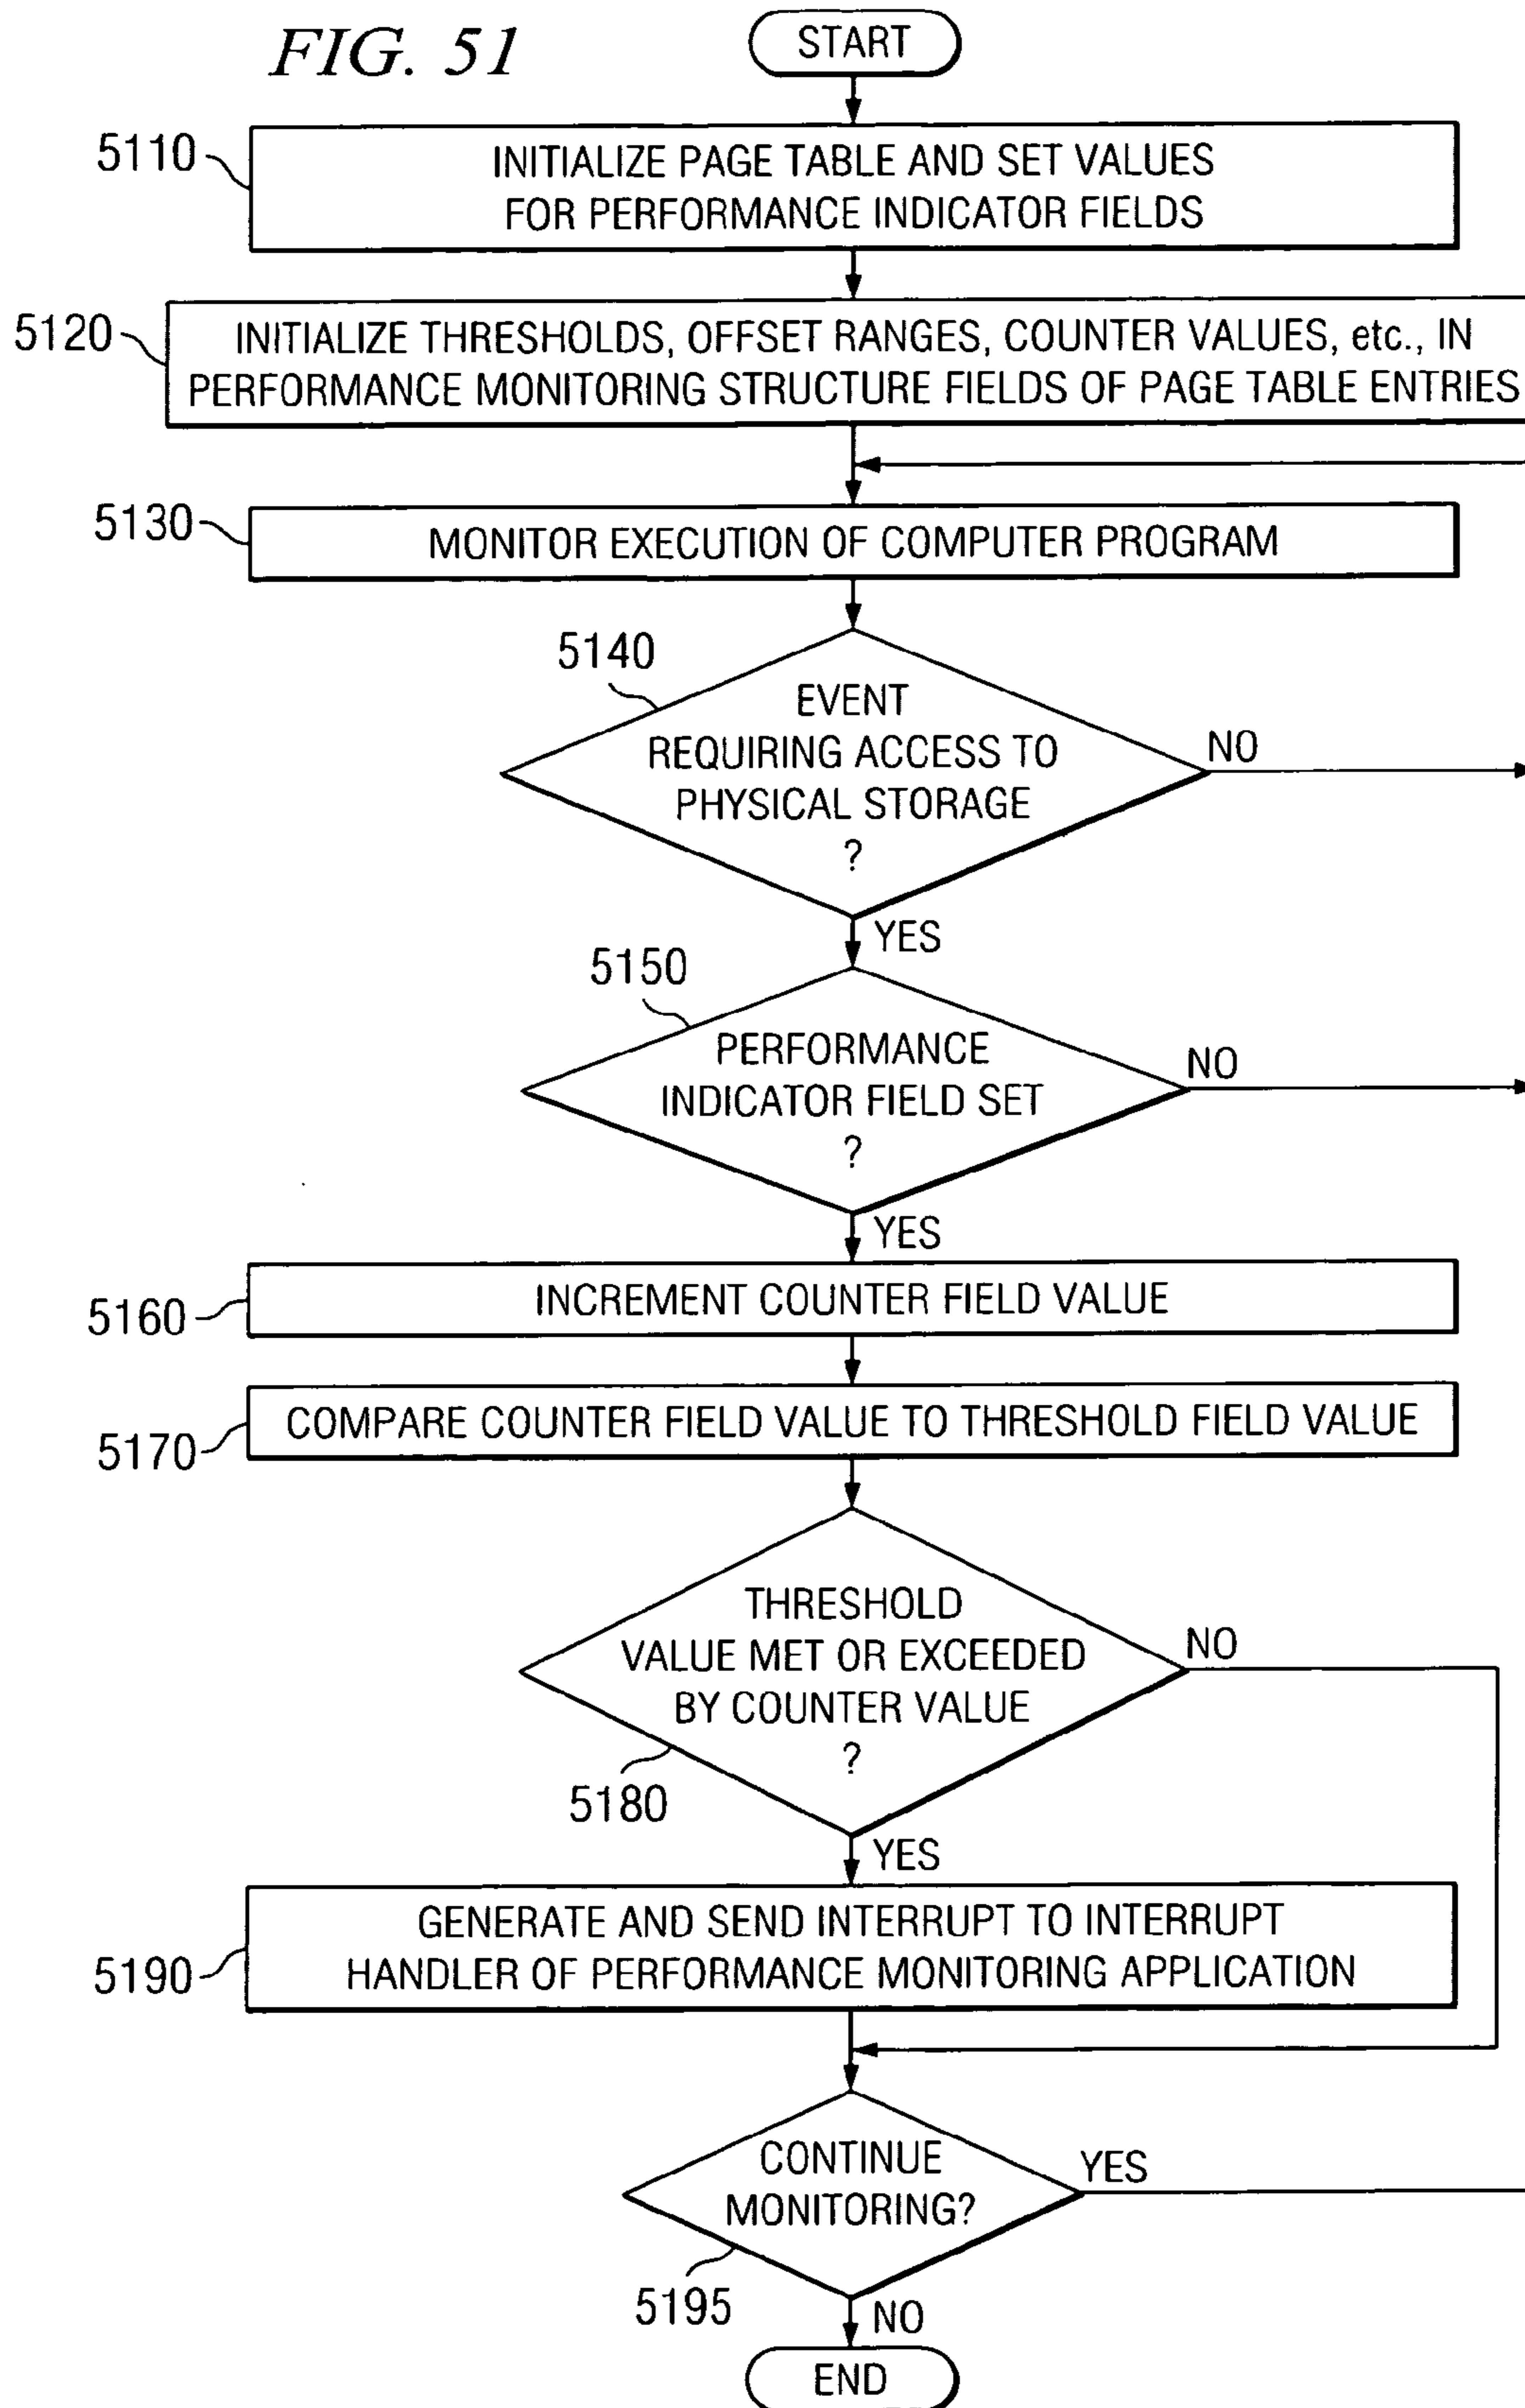 FIG. 51
START
5110
INITIALIZE PAGE TABLE AND SET VALUES
FOR PERFORMANCE INDICATOR FIELDS
5120
INITIALIZE THRESHOLDS, OFFSET RANGES, COUNTER VALUES, etc., IN
PERFORMANCE MONITORING STRUCTURE FIELDS OF PAGE TABLE ENTRIES
5130
MONITOR EXECUTION OF COMPUTER PROGRAM
5140
EVENT
REQUIRING ACCESS TO
PHYSICAL STORAGE
?
NO
YES
5150
PERFORMANCE
INDICATOR FIELD SET
?
NO
YES
5160
INCREMENT COUNTER FIELD VALUE
5170
COMPARE COUNTER FIELD VALUE TO THRESHOLD FIELD VALUE
THRESHOLD
VALUE MET OR EXCEEDED
BY COUNTER VALUE
?
NO
5180
YES
5190
GENERATE AND SEND INTERRUPT TO INTERRUPT
HANDLER OF PERFORMANCE MONITORING APPLICATION
CONTINUE
MONITORING?
YES
5195
NO
END